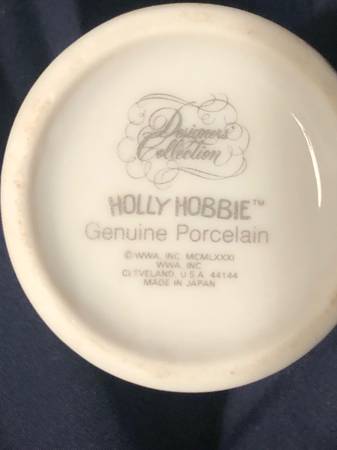 Designers'
Collection
HOLLY HOBBIE™
Genuine Porcelain
© WWA, INC. MCMLXXXI
WWA, INC.
CLEVELAND, U.S.A. 44144
MADE IN JAPAN